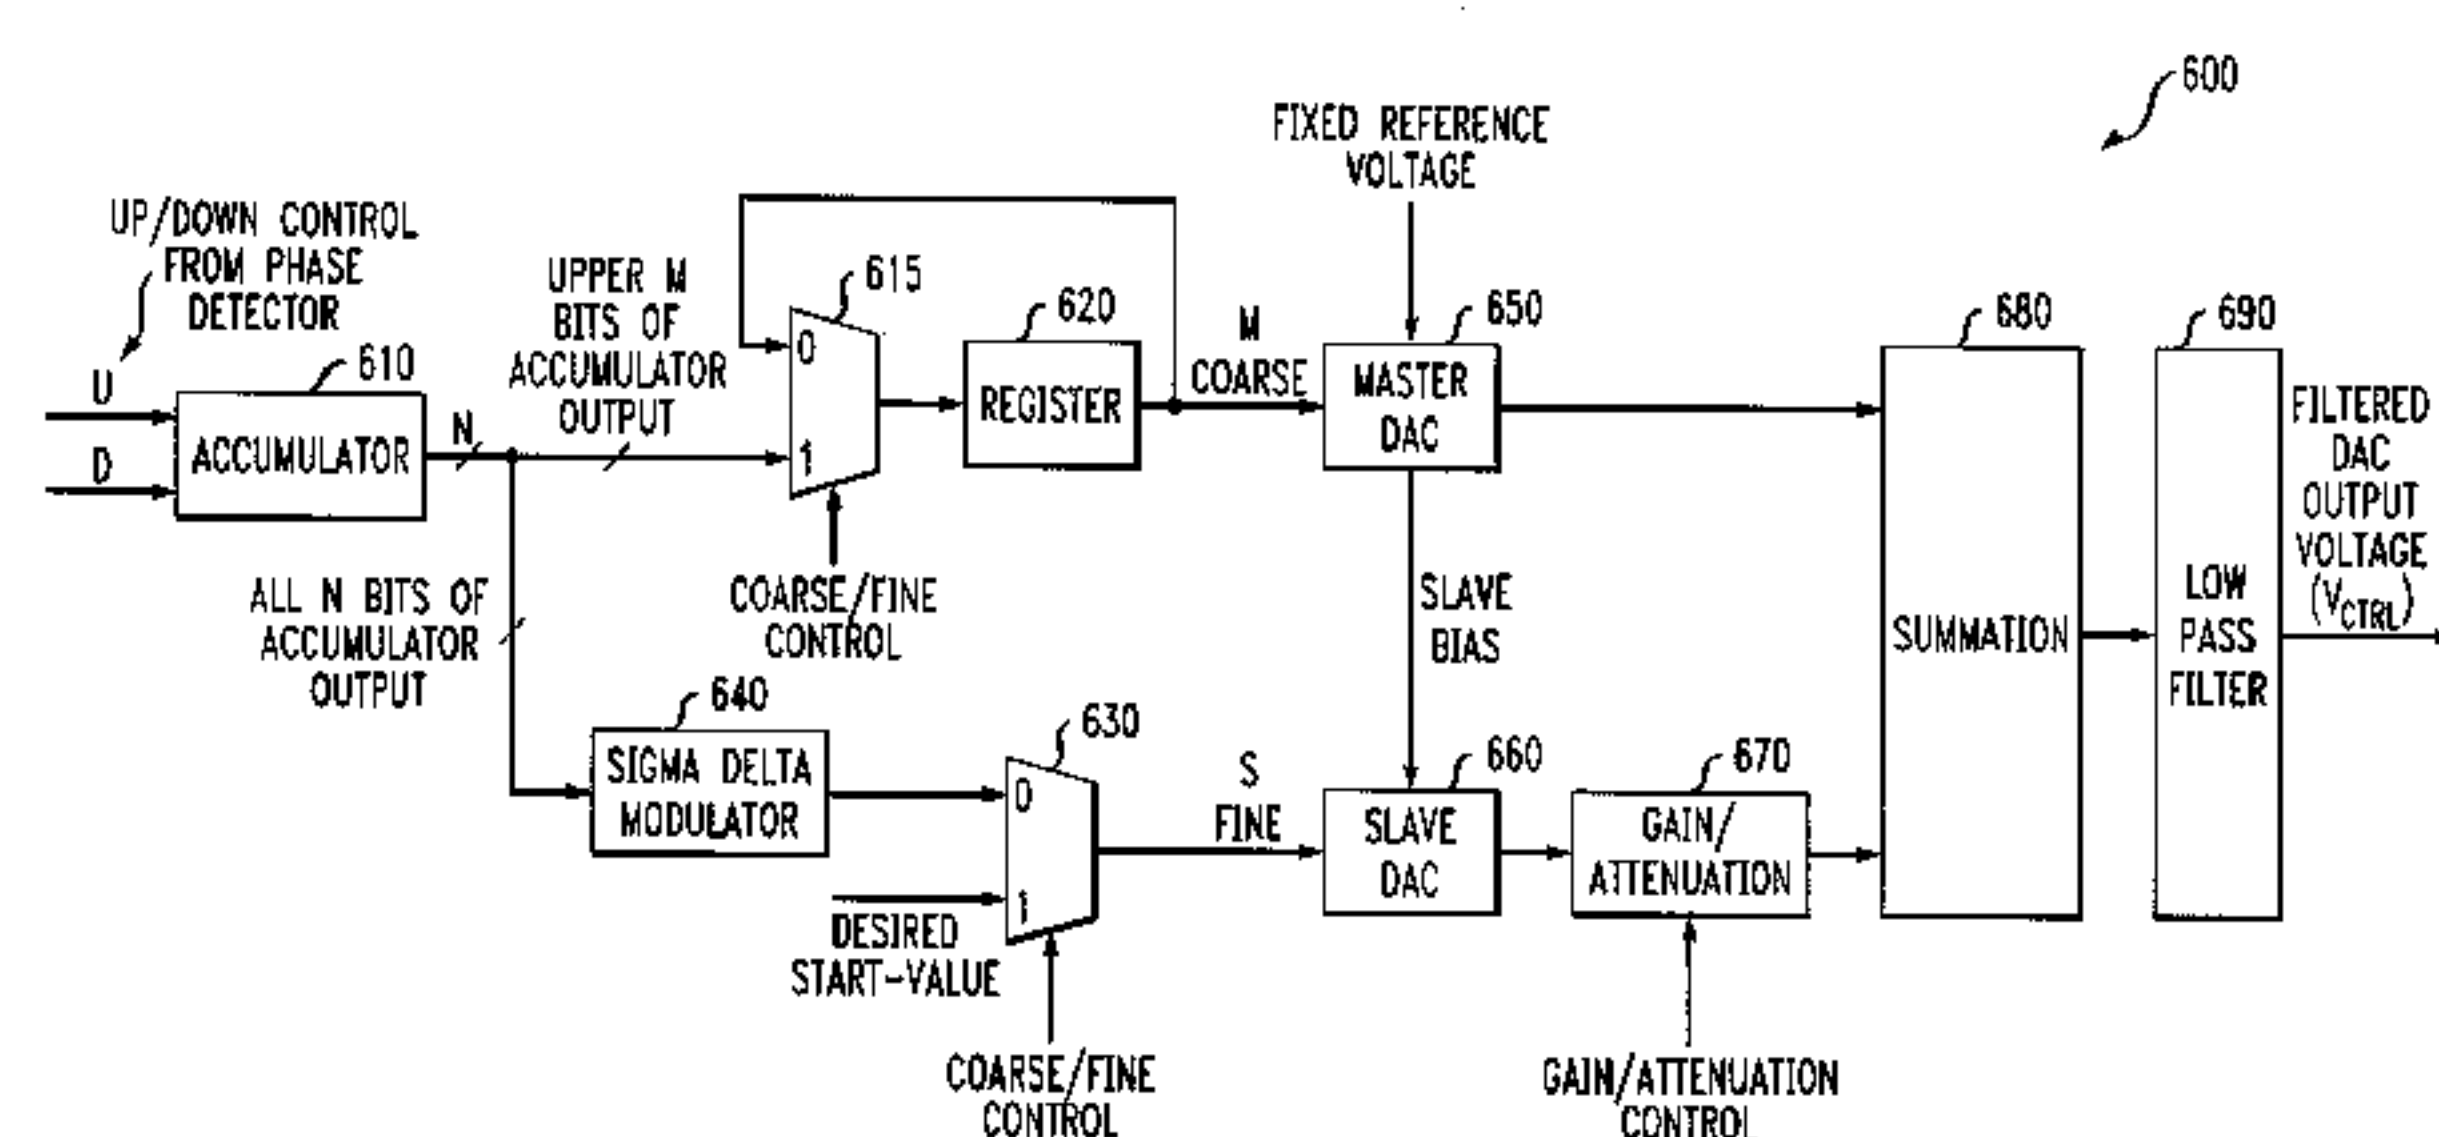 600
FIXED REFERENCE
VOLTAGE
UP/DOWN CONTROL
FROM PHASE
DETECTOR
UPPER M
BITS OF
ACCUMULATOR
OUTPUT
615
620
M
COARSE
650
680
690
U
D
610
ACCUMULATOR
N
0
1
REGISTER
MASTER
DAC
FILTERED
DAC
OUTPUT
VOLTAGE
(VCTRL)
ALL N BITS OF
ACCUMULATOR
OUTPUT
COARSE/FINE
CONTROL
SLAVE
BIAS
SUMMATION
LOW
PASS
FILTER
640
SIGMA DELTA
MODULATOR
630
0
1
S
FINE
660
SLAVE
DAC
670
GAIN/
ATTENUATION
DESIRED
START-VALUE
COARSE/FINE
CONTROL
GAIN/ATTENUATION
CONTROL